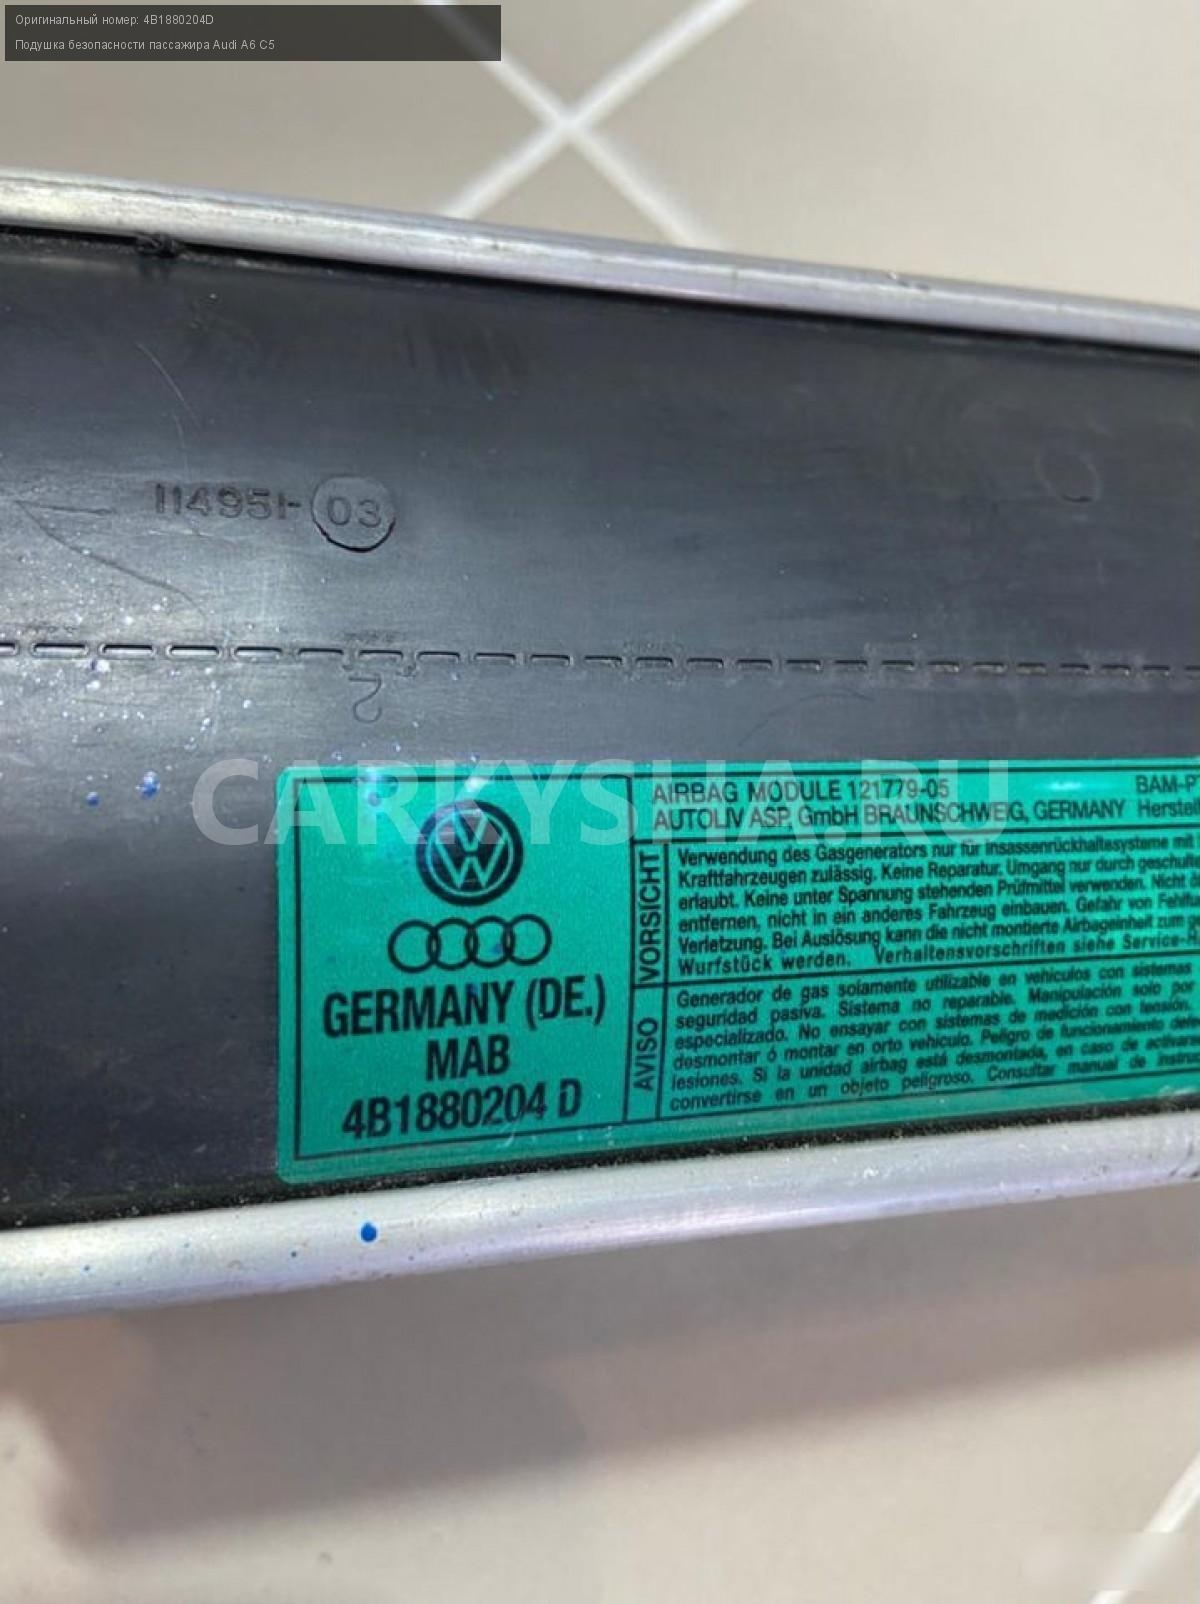 Оригинальный номер: 4B1880204D
Подушка безопасности пассажира Audi A6 C5
114951-03
2
CARKYSHA.RU
AIRBAG MODULE 121779-05
BAM-P
AUTOLIV ASP, GmbH BRAUNSCHWEIG, GERMANY
GERMANY (DE.)
MAB
4B1880204 D
VORSICHT
Verwendung des Gasgenerators nur für Insassenrückhaltesysteme mit
Kraftfahrzeugen zulässig. Keine Reparatur. Umgang nur durch
erlaubt. Keine unter Spannung stehenden Prüfmittel verwenden. Nicht
entfernen, nicht in ein anderes Fahrzeug einbauen. Gefahr von
Verletzung. Bei Auslösung kann die nicht montierte Airbageinheit zum
Wurfstück werden. Verhaltensvorschriften siehe Service-
AVISO
Generador de gas solamente utilizable en vehiculos con sistemas
seguridad pasiva. Sistema no reparable. Manipulación solo por
especializado. No ensayar con sistemas de medición con tensión.
desmontar ó montar en orto vehiculo. Peligro de funcionamiento
lesiones. Si la unidad airbag está desmontada, en caso de
convertirse en un objeto peligroso. Consultar manual de